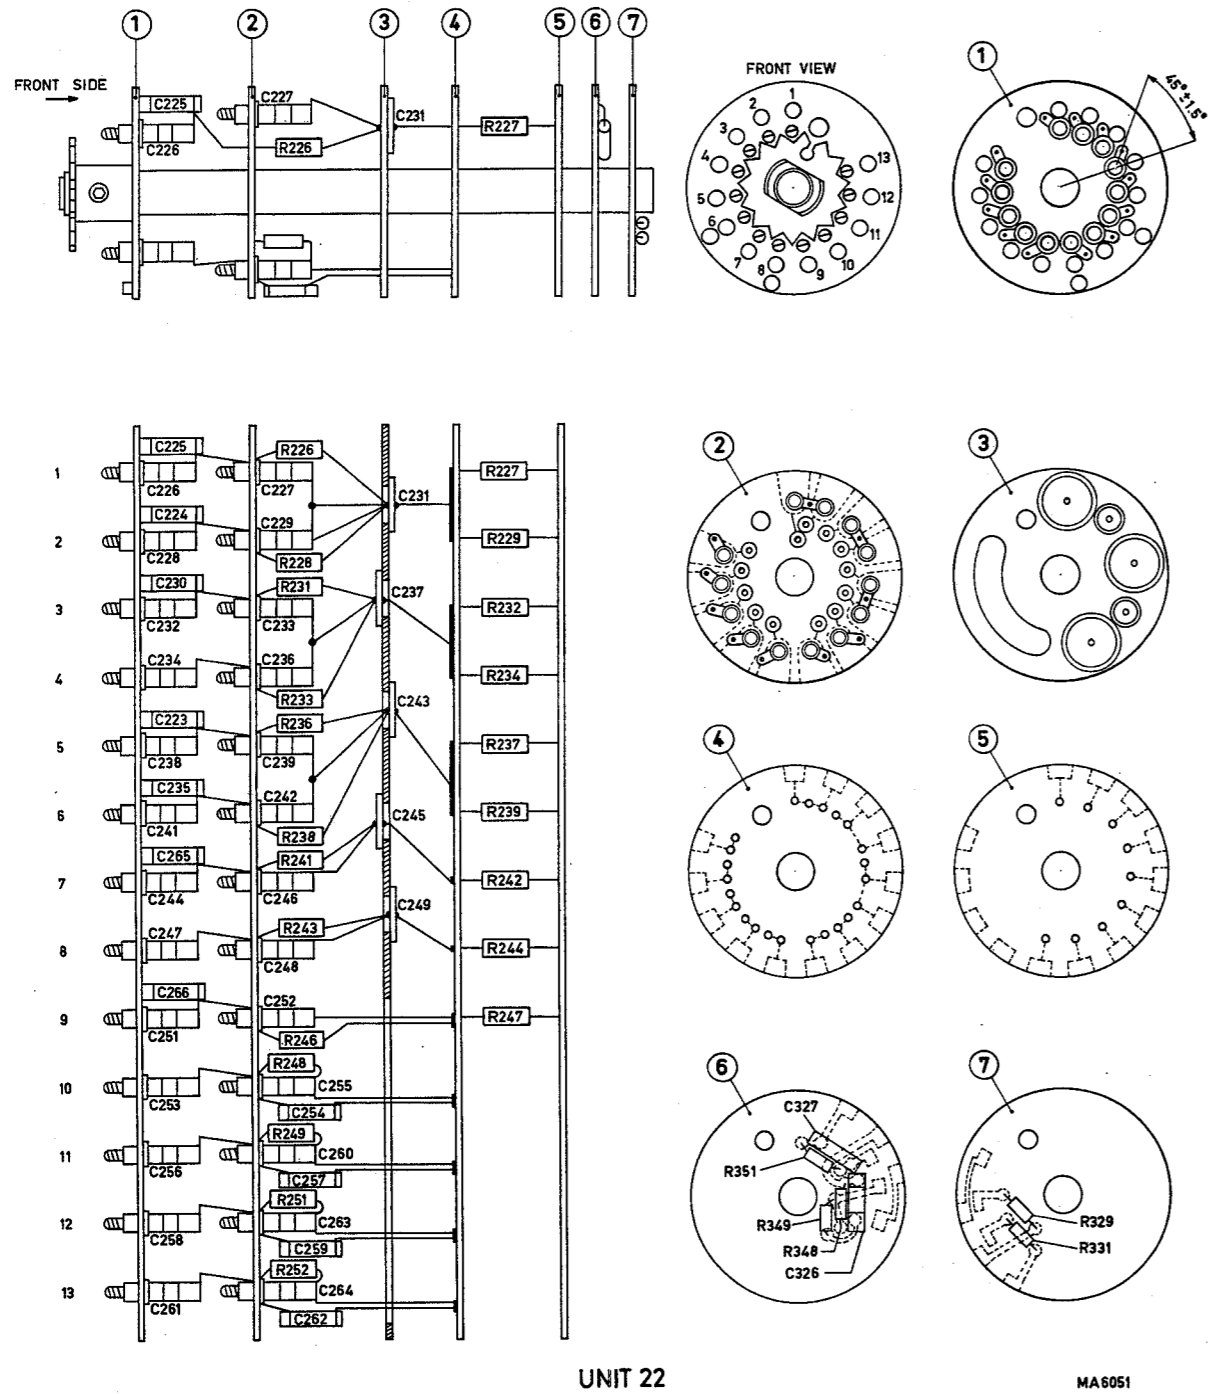 1 2 3 4 5 6 7
FRONT SIDE
C225
C226
C227
R226
C231
R227
FRONT VIEW
1
2
3
4
5
6
7
8
9
10
11
12
13
1
45°±1.5°
1
C225
C226
R226
C227
C231
R227
2
C224
C228
C229
R228
R229
3
C230
C232
R231
C233
C237
R232
4
C234
C236
R233
R234
5
C223
C238
R236
C239
C243
R237
6
C235
C241
C242
R238
R239
7
C265
C244
R241
C246
C245
R242
8
C247
R243
C248
C249
R244
9
C266
C251
C252
R246
R247
10
C253
R248
C255
C254
11
C256
R249
C260
C257
12
C258
R251
C263
C259
13
C261
R252
C264
C262
2
3
4
5
6
C327
R351
R349
R348
C326
7
R329
R331
UNIT 22
MA6051